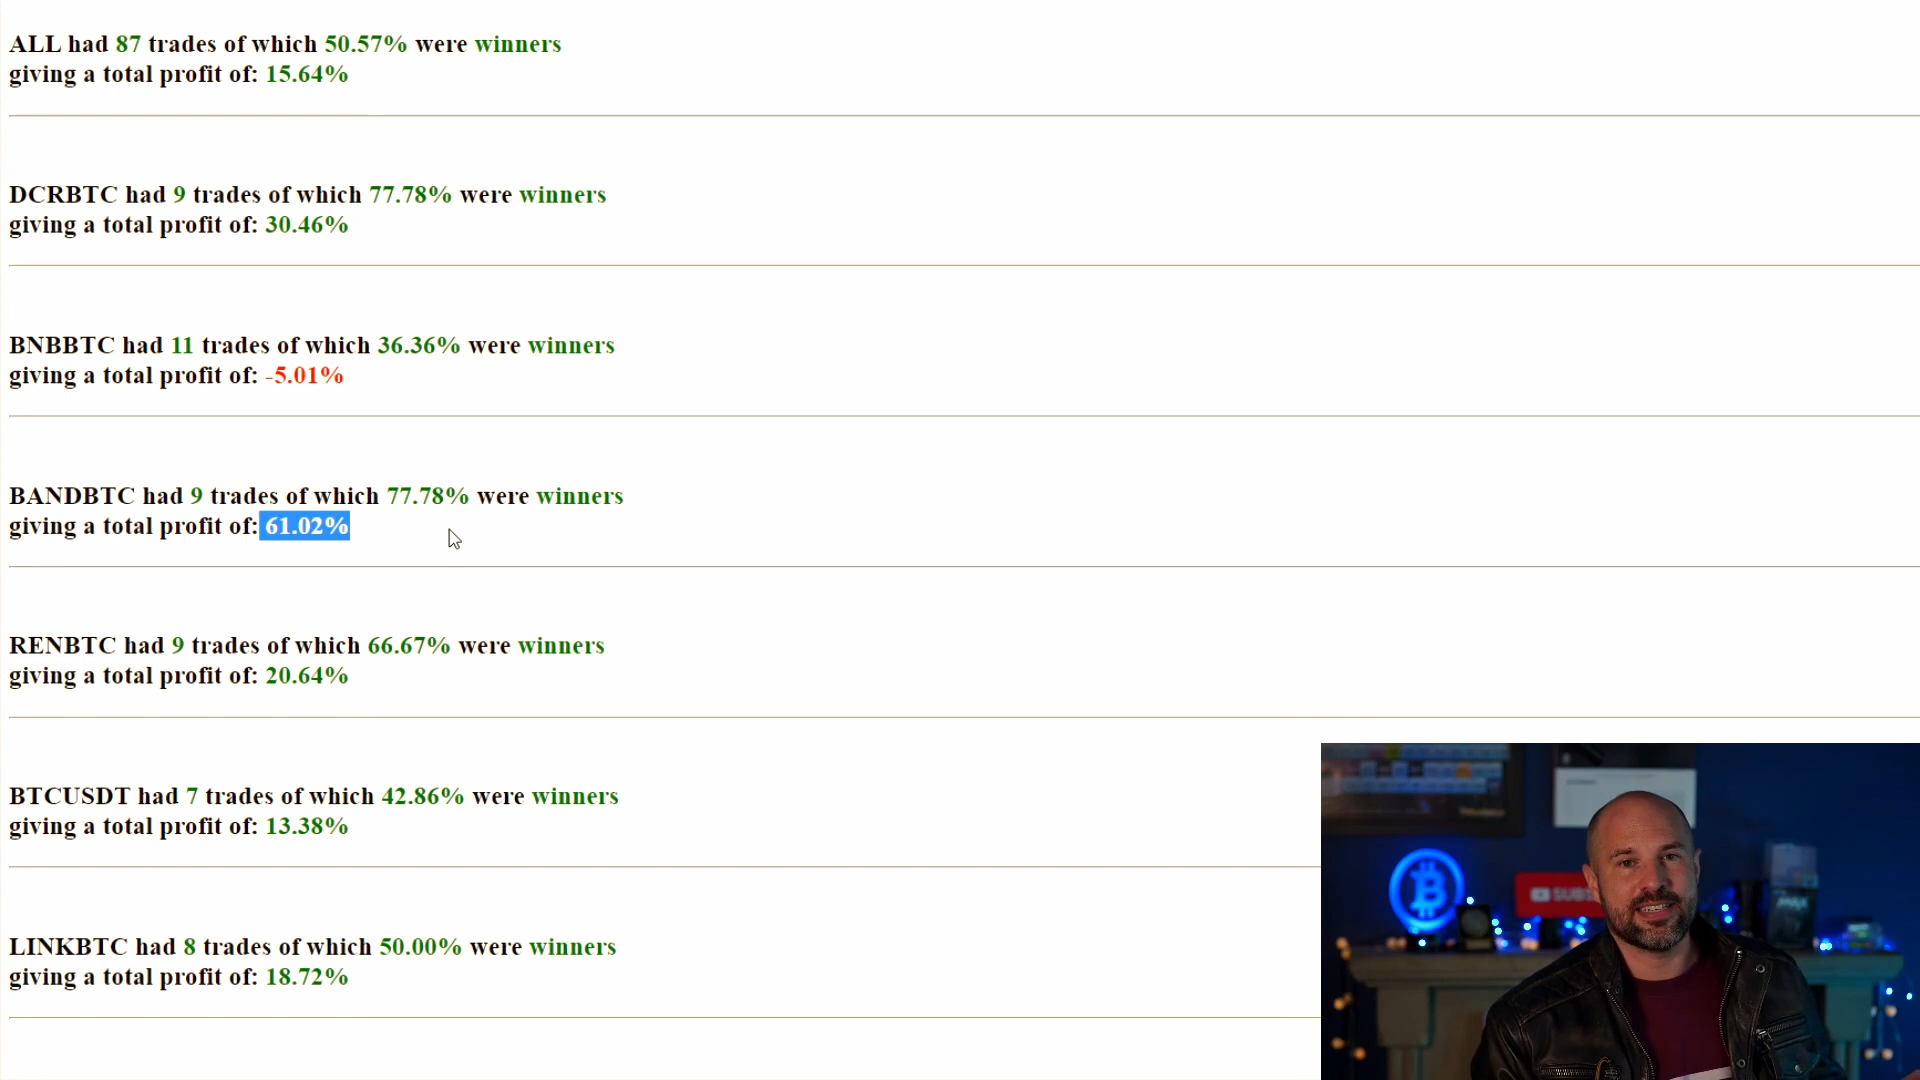 ALL had 87 trades of which 50.57% were winners
giving a total profit of: 15.64%
DCRBTC had 9 trades of which 77.78% were winners
giving a total profit of: 30.46%
BNBBTC had 11 trades of which 36.36% were winners
giving a total profit of: -5.01%
BANDBTC had 9 trades of which 77.78% were winners
giving a total profit of: 61.02%
RENBTC had 9 trades of which 66.67% were winners
giving a total profit of: 20.64%
BTCUSDT had 7 trades of which 42.86% were winners
giving a total profit of: 13.38%
LINKBTC had 8 trades of which 50.00% were winners
giving a total profit of: 18.72%